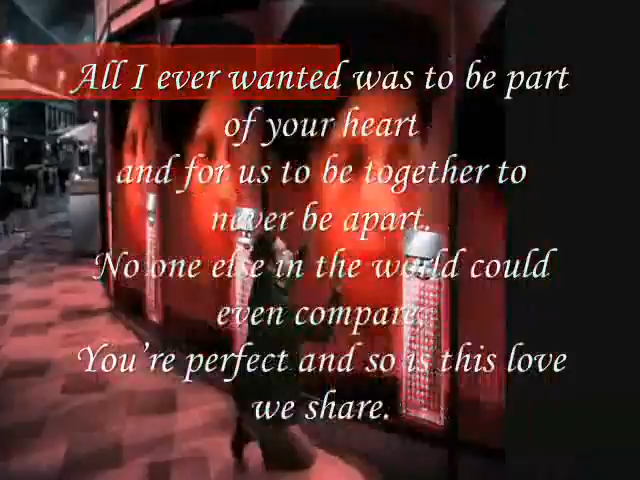 All I ever wanted was to be part
of your heart
and for us to be together to
never be apart.
No one else in the world could
even compare.
You're perfect and so is this love
we share.